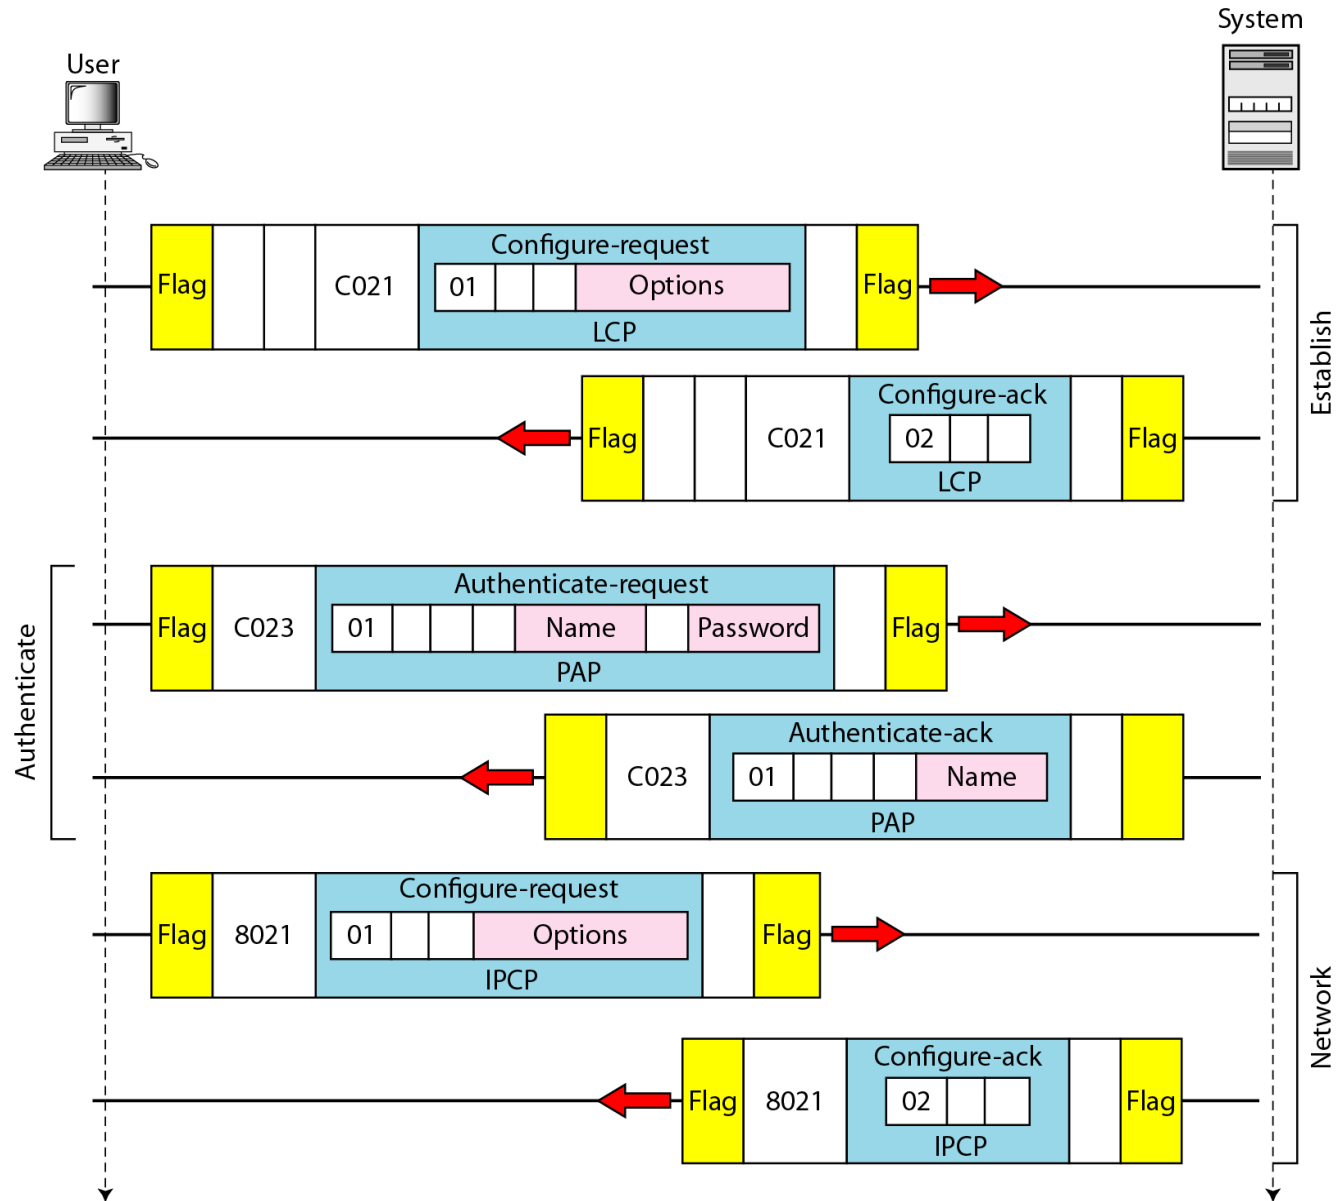 System
User
Configure-request
Flag C021 01 Options Flag
LCP
Establish
Configure-ack
Flag C021 02 Flag
LCP
Authenticate
Authenticate-request
Flag C023 01 Name Password Flag
PAP
Authenticate-ack
C023 01 Name
PAP
Configure-request
Flag 8021 01 Options Flag
IPCP
Network
Configure-ack
Flag 8021 02 Flag
IPCP